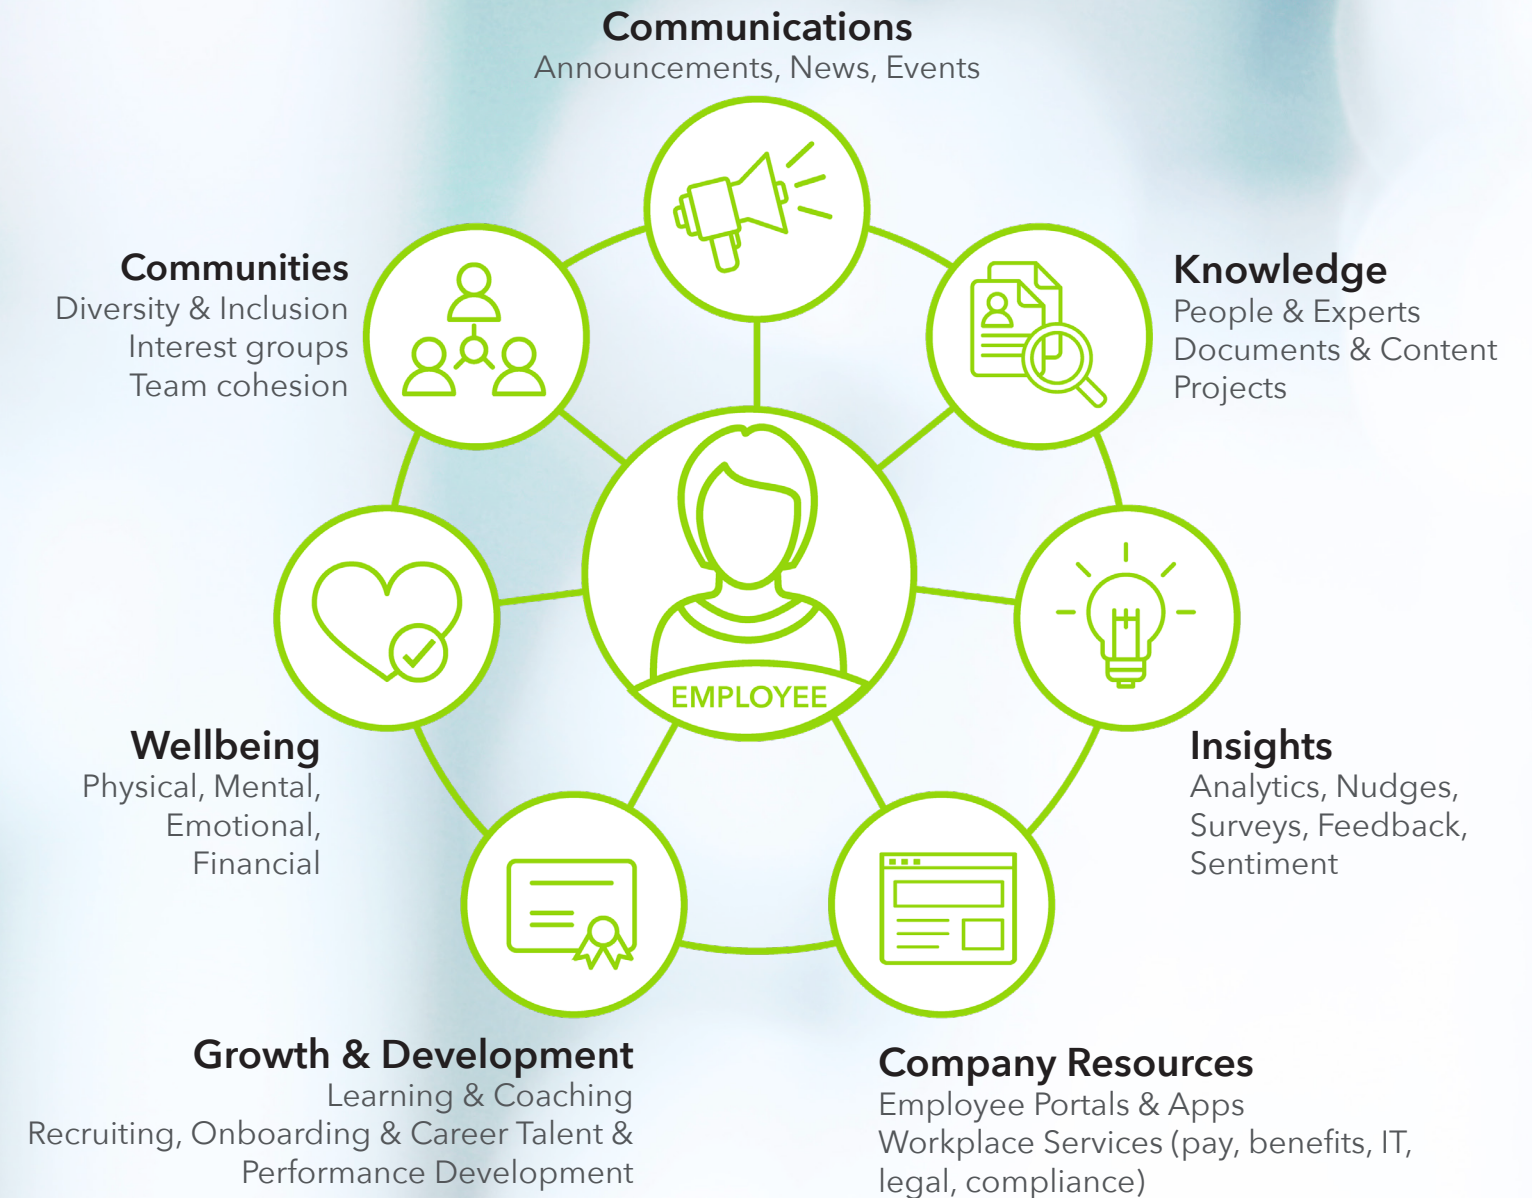 Communications
Announcements, News, Events
Communities
Diversity & Inclusion
Interest groups
Team cohesion
Knowledge
People & Experts
Documents & Content
Projects
EMPLOYEE
Wellbeing
Physical, Mental,
Emotional,
Financial
Insights
Analytics, Nudges,
Surveys, Feedback,
Sentiment
Growth & Development
Learning & Coaching
Recruiting, Onboarding & Career Talent &
Performance Development
Company Resources
Employee Portals & Apps
Workplace Services (pay, benefits, IT,
legal, compliance)